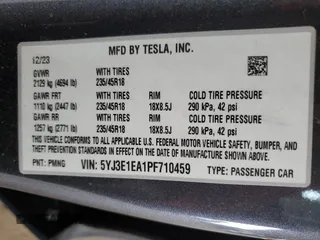 MFD BY TESLA, INC.
12/23
GVWR WITH TIRES
2129 kg (4694 lb) 235/45R18
GAWR FRT WITH TIRES RIM COLD TIRE PRESSURE
1110 kg (2447 lb) 235/45R18 18X8.5J 290 kPa, 42 psi
GAWR RR WITH TIRES RIM COLD TIRE PRESSURE
1257 kg (2771 lb) 235/45R18 18X8.5J 290 kPa, 42 psi
THIS VEHICLE CONFORMS TO ALL APPLICABLE U.S. FEDERAL MOTOR VEHICLE SAFETY, BUMPER, AND
THEFT PREVENTION STANDARDS IN EFFECT ON THE DATE OF MANUFACTURE SHOWN ABOVE.
PNT: PMNG VIN: 5YJ3E1EA1PF710459 TYPE: PASSENGER CAR